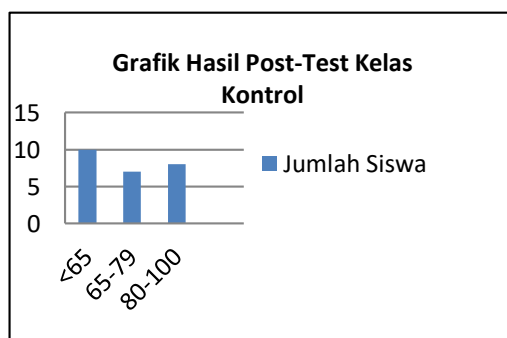 Grafik Hasil Post-Test Kelas
Kontrol
15
10
5
0
<65
65-79
80-100
Jumlah Siswa